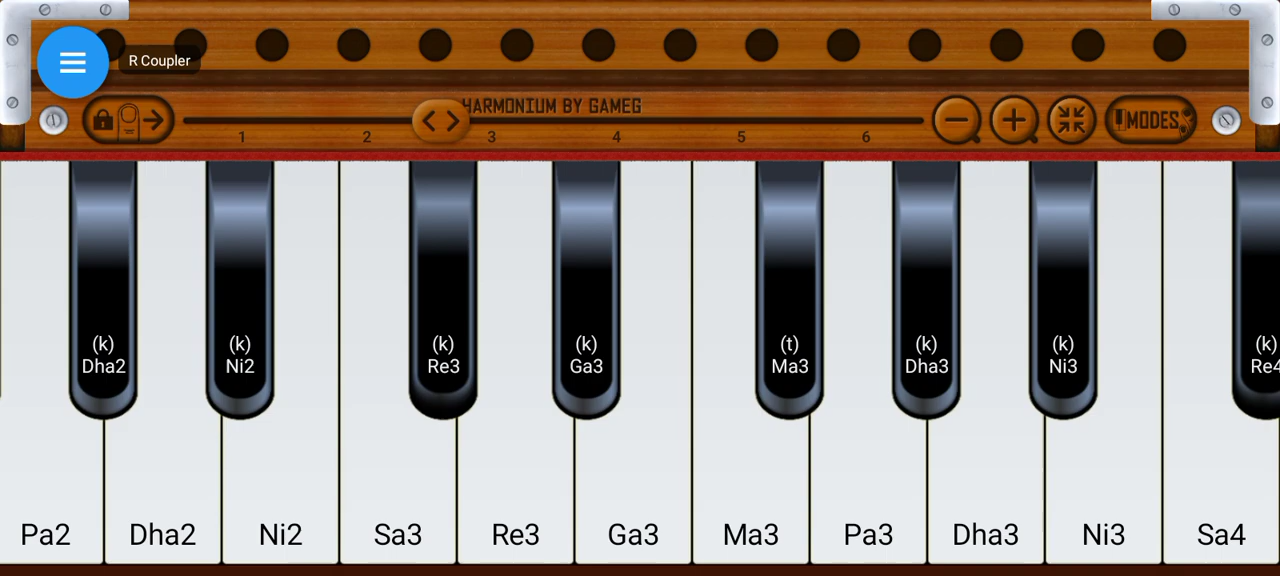 R Coupler
HARMONIUM BY GAMEG
1 2 3 4 5 6
MODES
(k) (k) (k) (k) (t) (k) (k) (k)
Dha2 Ni2 Re3 Ga3 Ma3 Dha3 Ni3 Re4
Pa2 Dha2 Ni2 Sa3 Re3 Ga3 Ma3 Pa3 Dha3 Ni3 Sa4